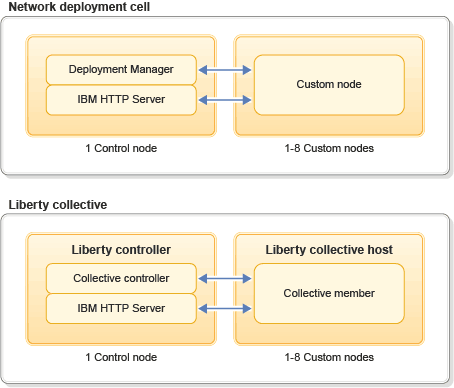 Network deployment cell
Deployment Manager
IBM HTTP Server
Custom node
1 Control node
1-8 Custom nodes
Liberty collective
Liberty controller
Collective controller
IBM HTTP Server
Liberty collective host
Collective member
1 Control node
1-8 Custom nodes